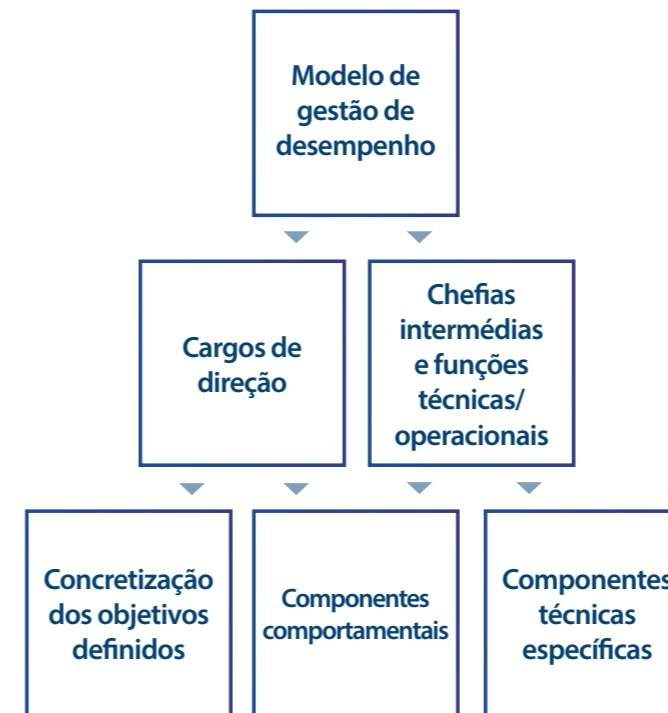 Modelo de
gestão de
desempenho
Cargos de
direção
Chefias
intermédias
e funções
técnicas/
operacionais
Concretização
dos objetivos
definidos
Componentes
comportamentais
Componentes
técnicas
específicas